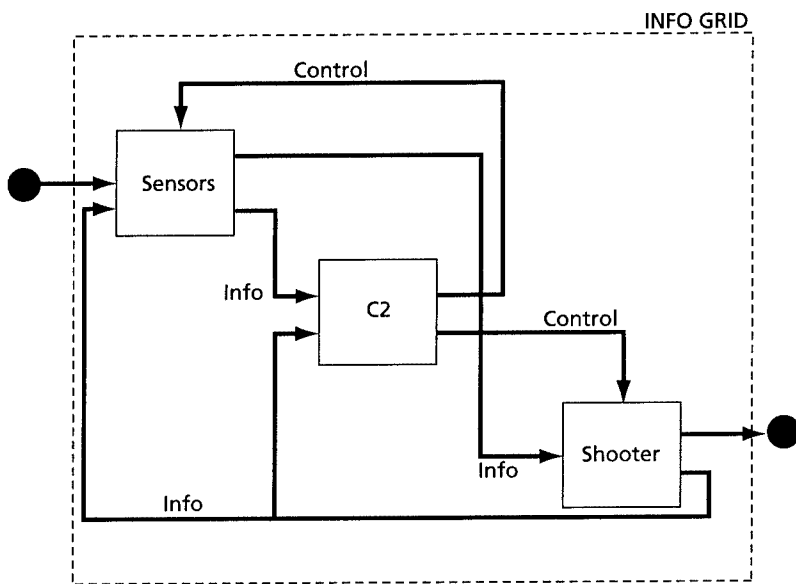 INFO GRID
Control
Sensors
Info
C2
Control
Shooter
Info
Info